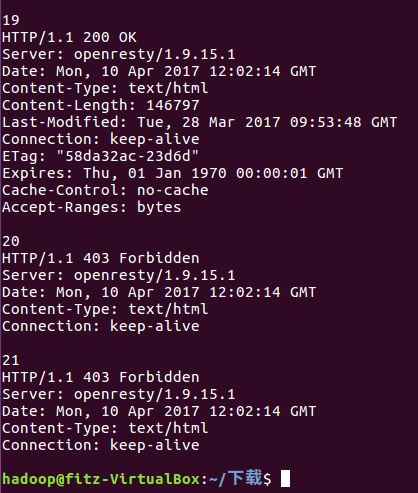 19
HTTP/1.1 200 OK
Server: openresty/1.9.15.1
Date: Mon, 10 Apr 2017 12:02:14 GMT
Content-Type: text/html
Content-Length: 146797
Last-Modified: Tue, 28 Mar 2017 09:53:48 GMT
Connection: keep-alive
ETag: "58da32ac-23d6d"
Expires: Thu, 01 Jan 1970 00:00:01 GMT
Cache-Control: no-cache
Accept-Ranges: bytes
20
HTTP/1.1 403 Forbidden
Server: openresty/1.9.15.1
Date: Mon, 10 Apr 2017 12:02:14 GMT
Content-Type: text/html
Connection: keep-alive
21
HTTP/1.1 403 Forbidden
Server: openresty/1.9.15.1
Date: Mon, 10 Apr 2017 12:02:14 GMT
Content-Type: text/html
Connection: keep-alive
hadoop@fitz-VirtualBox:~/下载$